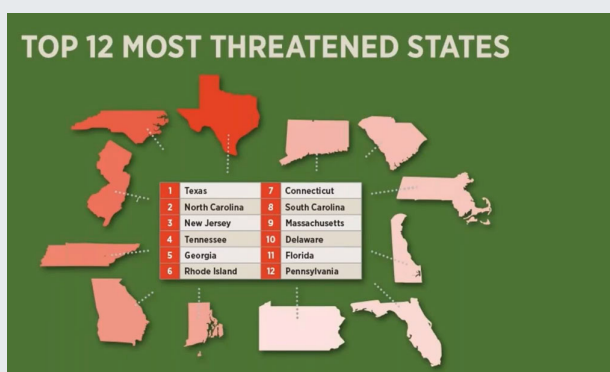 TOP 12 MOST THREATENED STATES
1 Texas
2 North Carolina
3 New Jersey
4 Tennessee
5 Georgia
6 Rhode Island
7 Connecticut
8 South Carolina
9 Massachusetts
10 Delaware
11 Florida
12 Pennsylvania